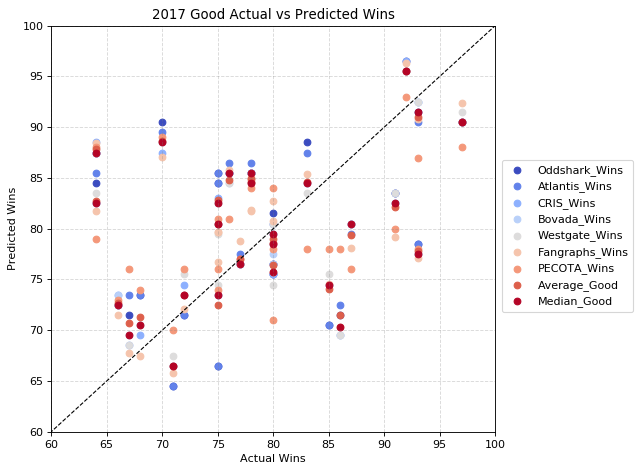 2017 Good Actual vs Predicted Wins
Predicted Wins
100
95
90
85
80
75
70
65
60
60
65
70
75
80
85
90
95
100
Actual Wins
Oddshark_Wins
Atlantis_Wins
CRIS_Wins
Bovada_Wins
Westgate_Wins
Fangraphs_Wins
PECOTA_Wins
Average_Good
Median_Good